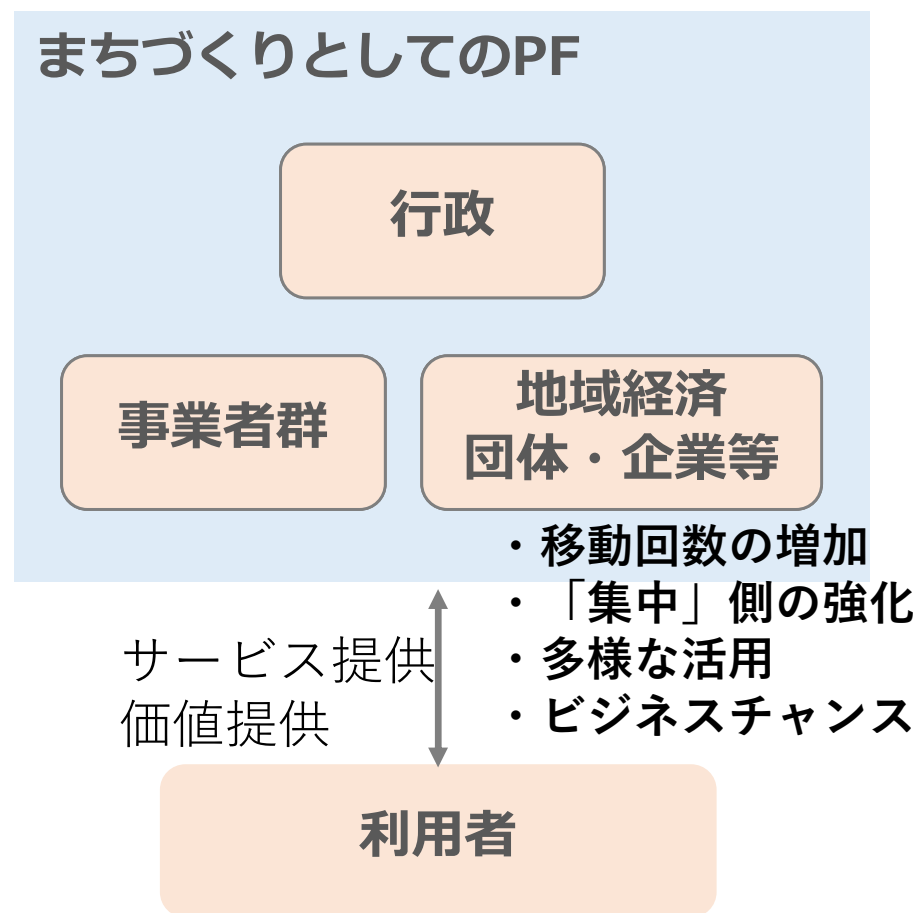 まちづくりとしてのPF
行政
事業者群
地域経済
団体・企業等
・移動回数の増加
・「集中」側の強化
・多様な活用
・ビジネスチャンス
サービス提供
価値提供
利用者